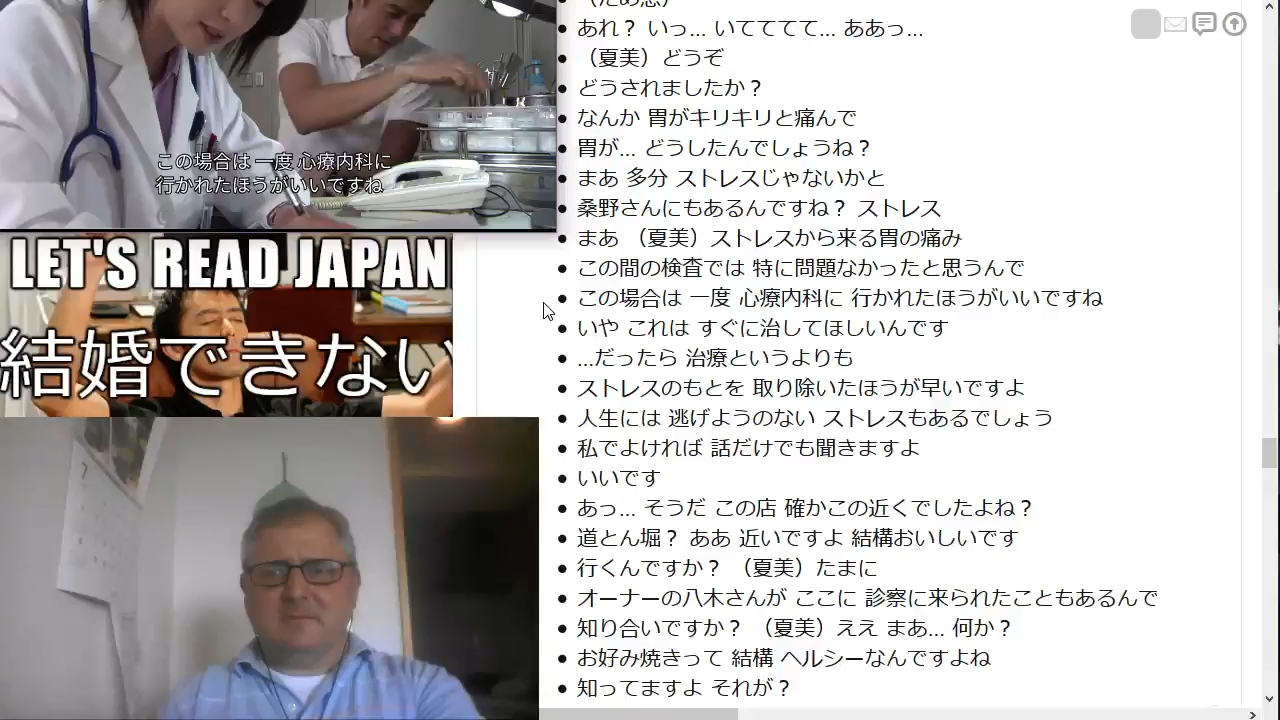 この場合は 一度 心療内科に
行かれたほうがいいですね
LET'S READ JAPAN
結婚できない
7
あれ？ いっ… いてててて… ああっ…
（夏美）どうぞ
どうされましたか？
なんか 胃がキリキリと痛んで
胃が… どうしたんでしょうね？
まあ 多分 ストレスじゃないかと
桑野さんにもあるんですね？ ストレス
まあ （夏美）ストレスから来る胃の痛み
この間の検査では 特に問題なかったと思うんで
この場合は 一度 心療内科に 行かれたほうがいいですね
いや これは すぐに治してほしいんです
…だったら 治療というよりも
ストレスのもとを 取り除いたほうが早いですよ
人生には 逃げようのない ストレスもあるでしょう
私でよければ 話だけでも聞きますよ
いいです
あっ… そうだ この店 確かこの近くでしたよね？
道とん堀？ ああ 近いですよ 結構おいしいです
行くんですか？ （夏美）たまに
オーナーの八木さんが ここに 診察に来られたこともあるんで
知り合いですか？ （夏美）ええ まあ… 何か？
お好み焼きって 結構 ヘルシーなんですよね
知ってますよ それが？